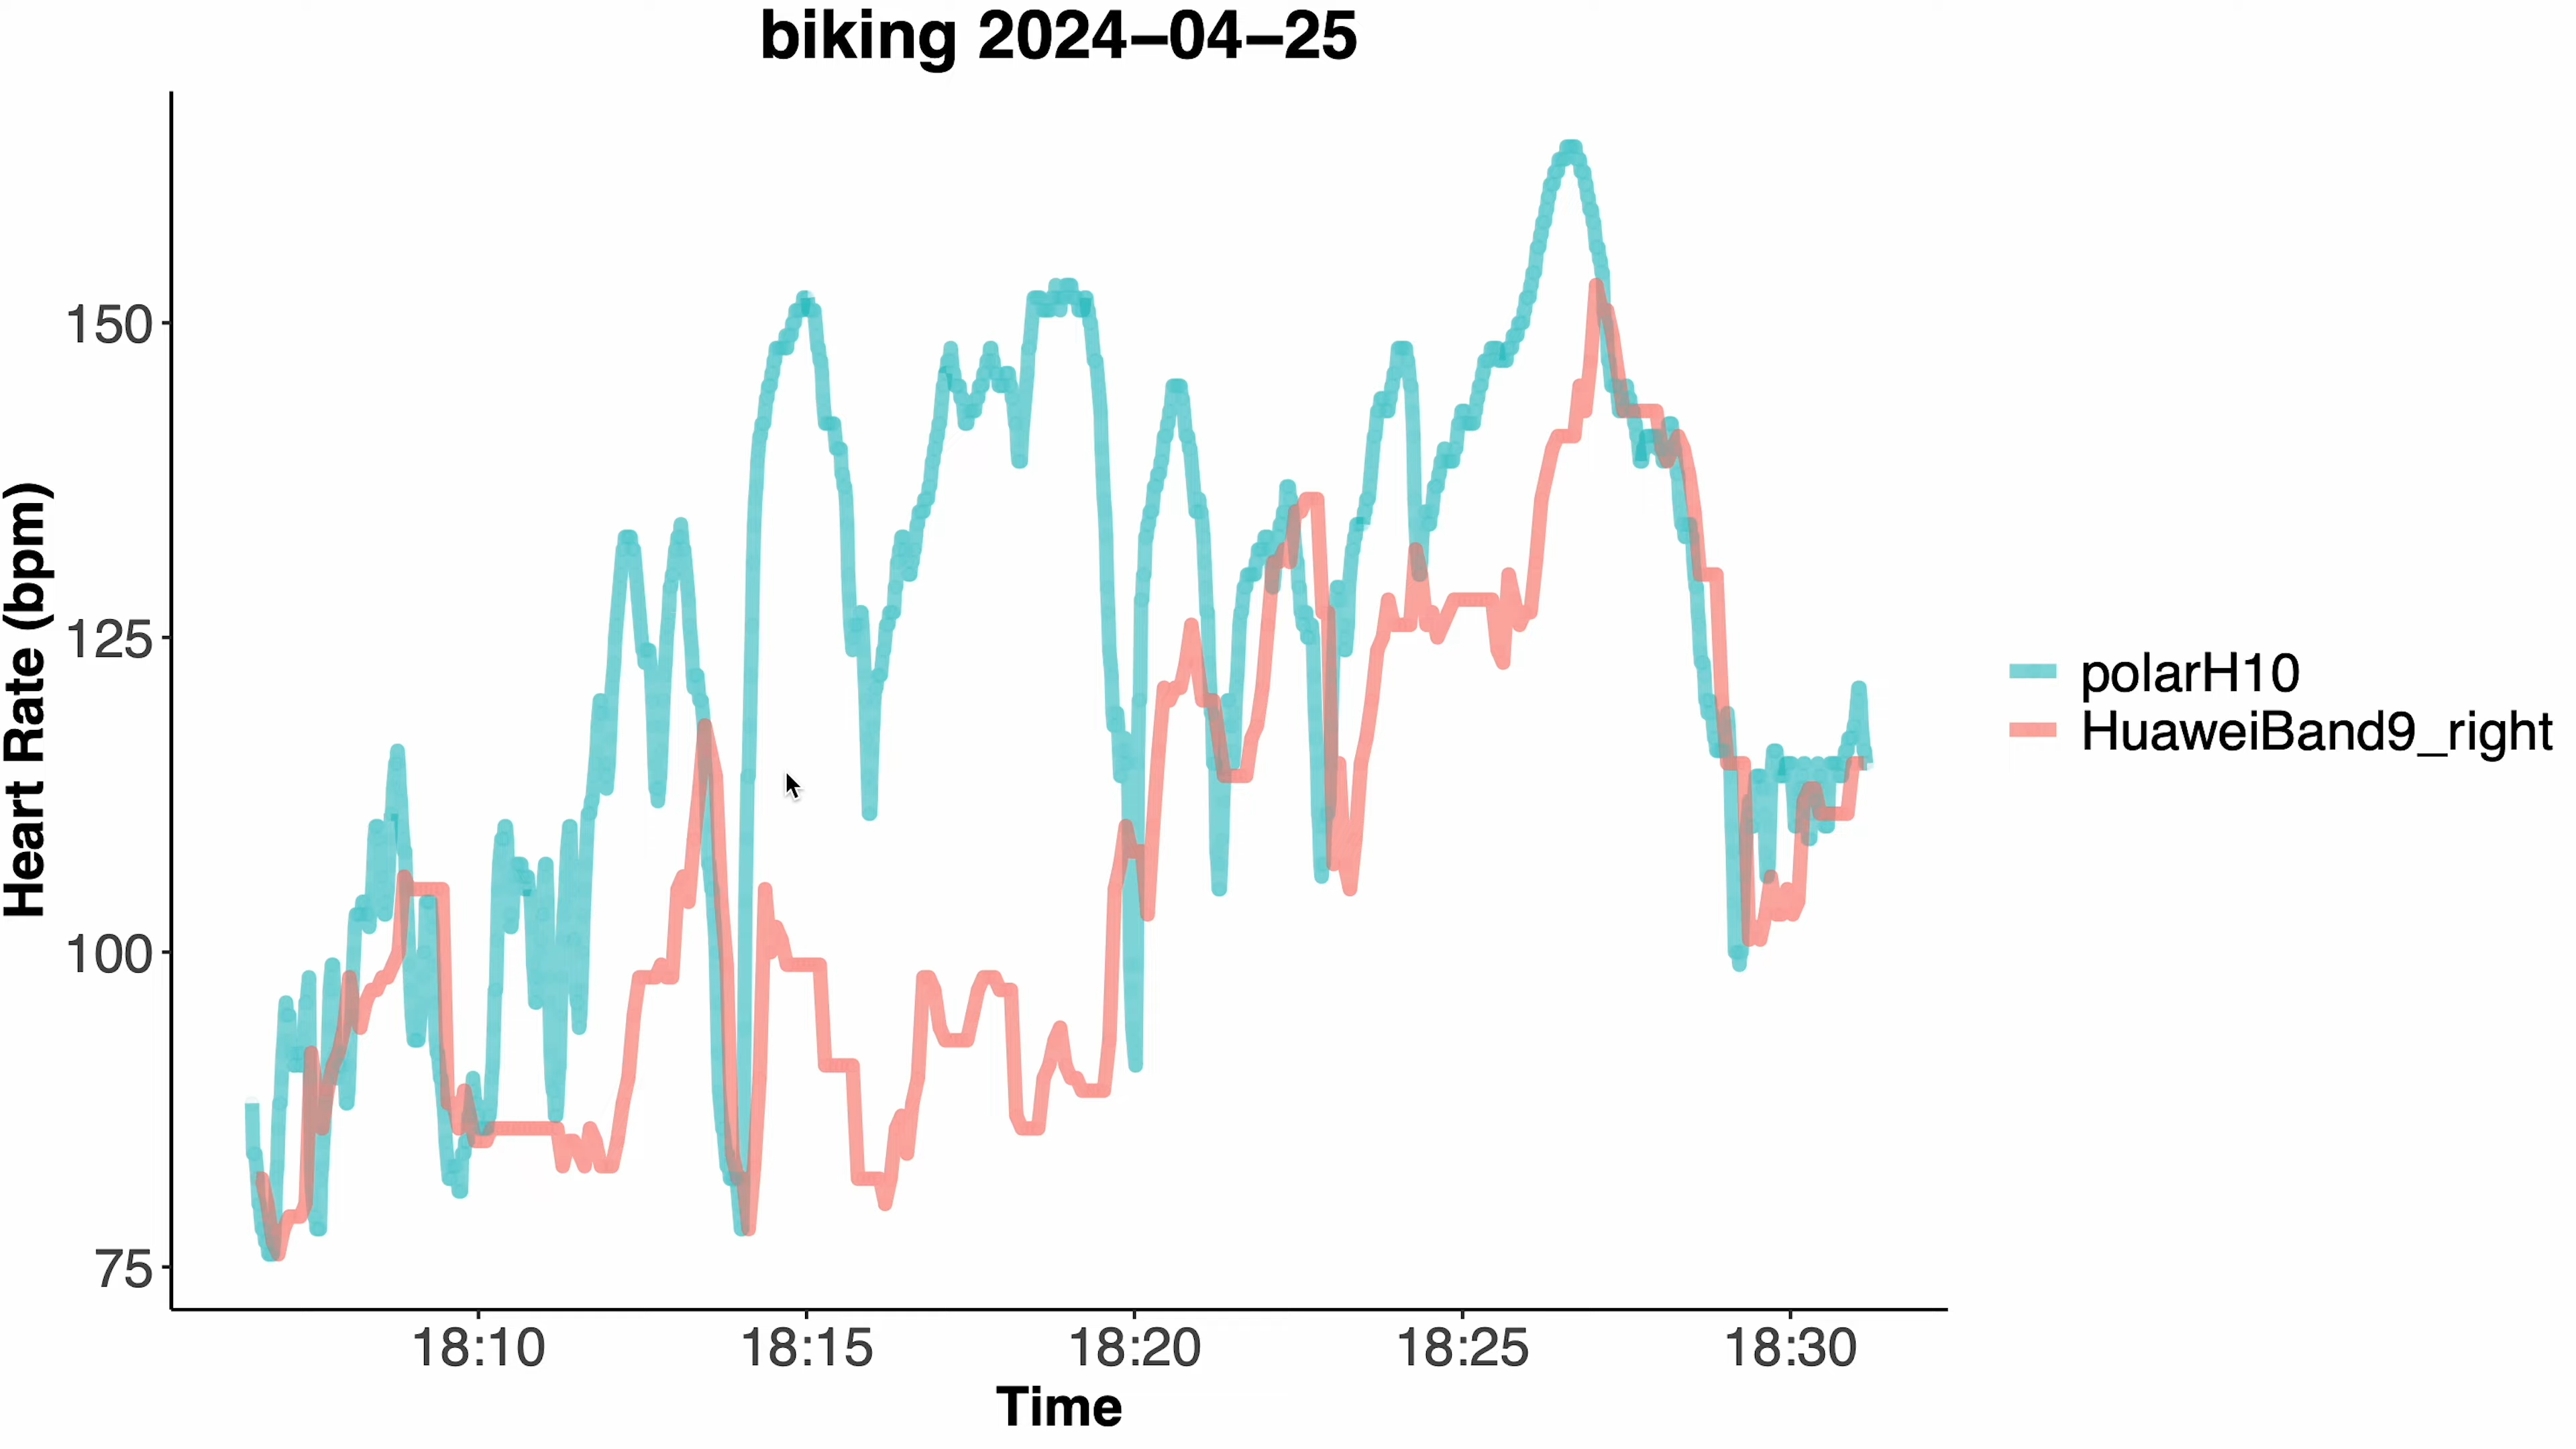 biking 2024–04–25
Heart Rate (bpm)
150
125
100
75
18:10 18:15 18:20 18:25 18:30
Time
polarH10
HuaweiBand9_right